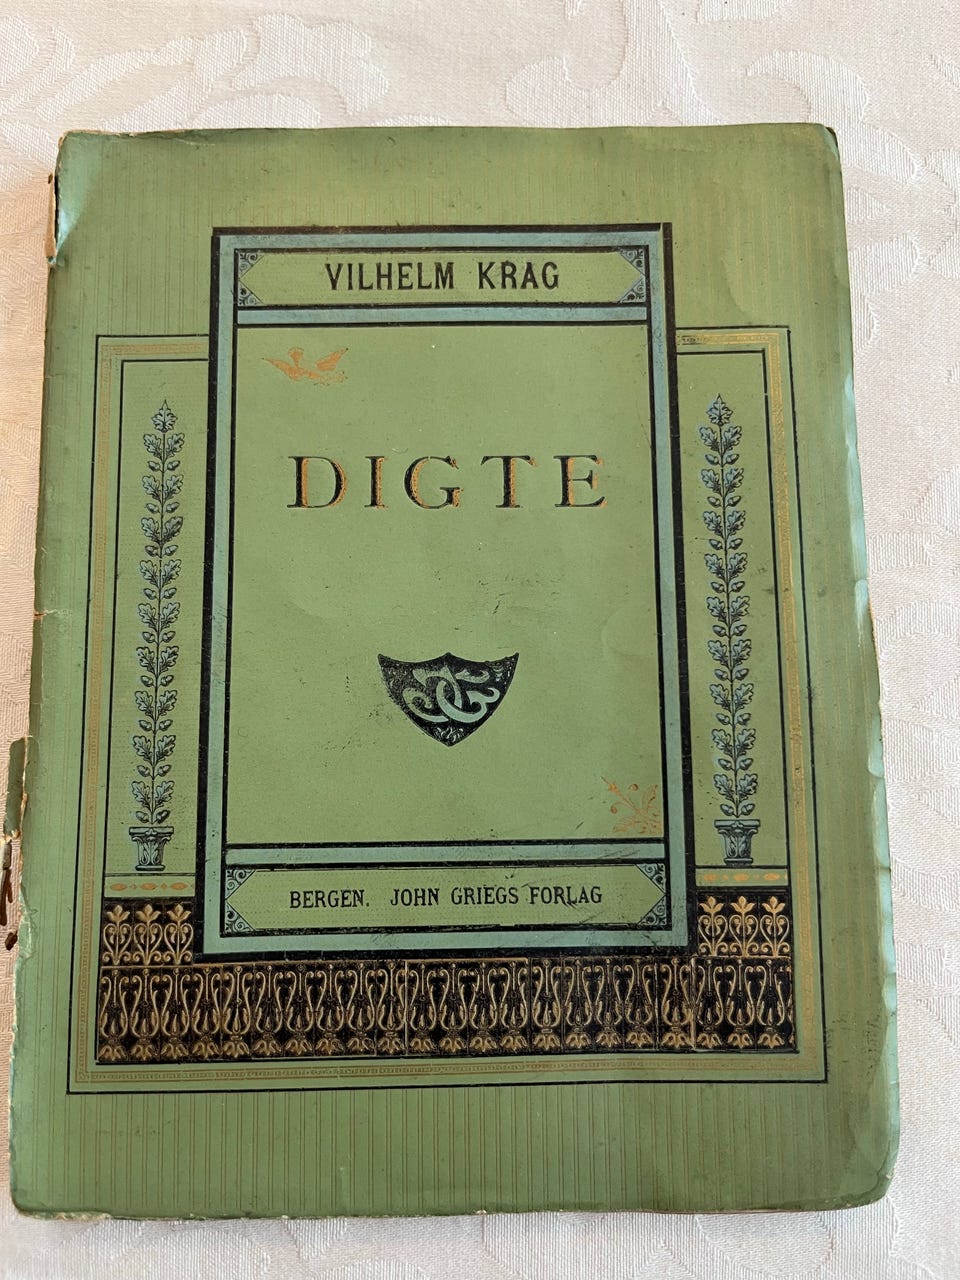 VILHELM KRAG
DIGTE
BERGEN. JOHN GRIEGS FORLAG